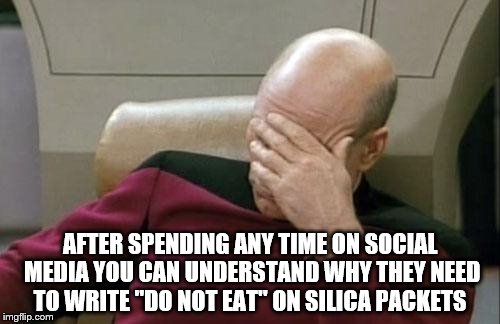 AFTER SPENDING ANY TIME ON SOCIAL
MEDIA YOU CAN UNDERSTAND WHY THEY NEED
TO WRITE "DO NOT EAT" ON SILICA PACKETS
imgflip.com